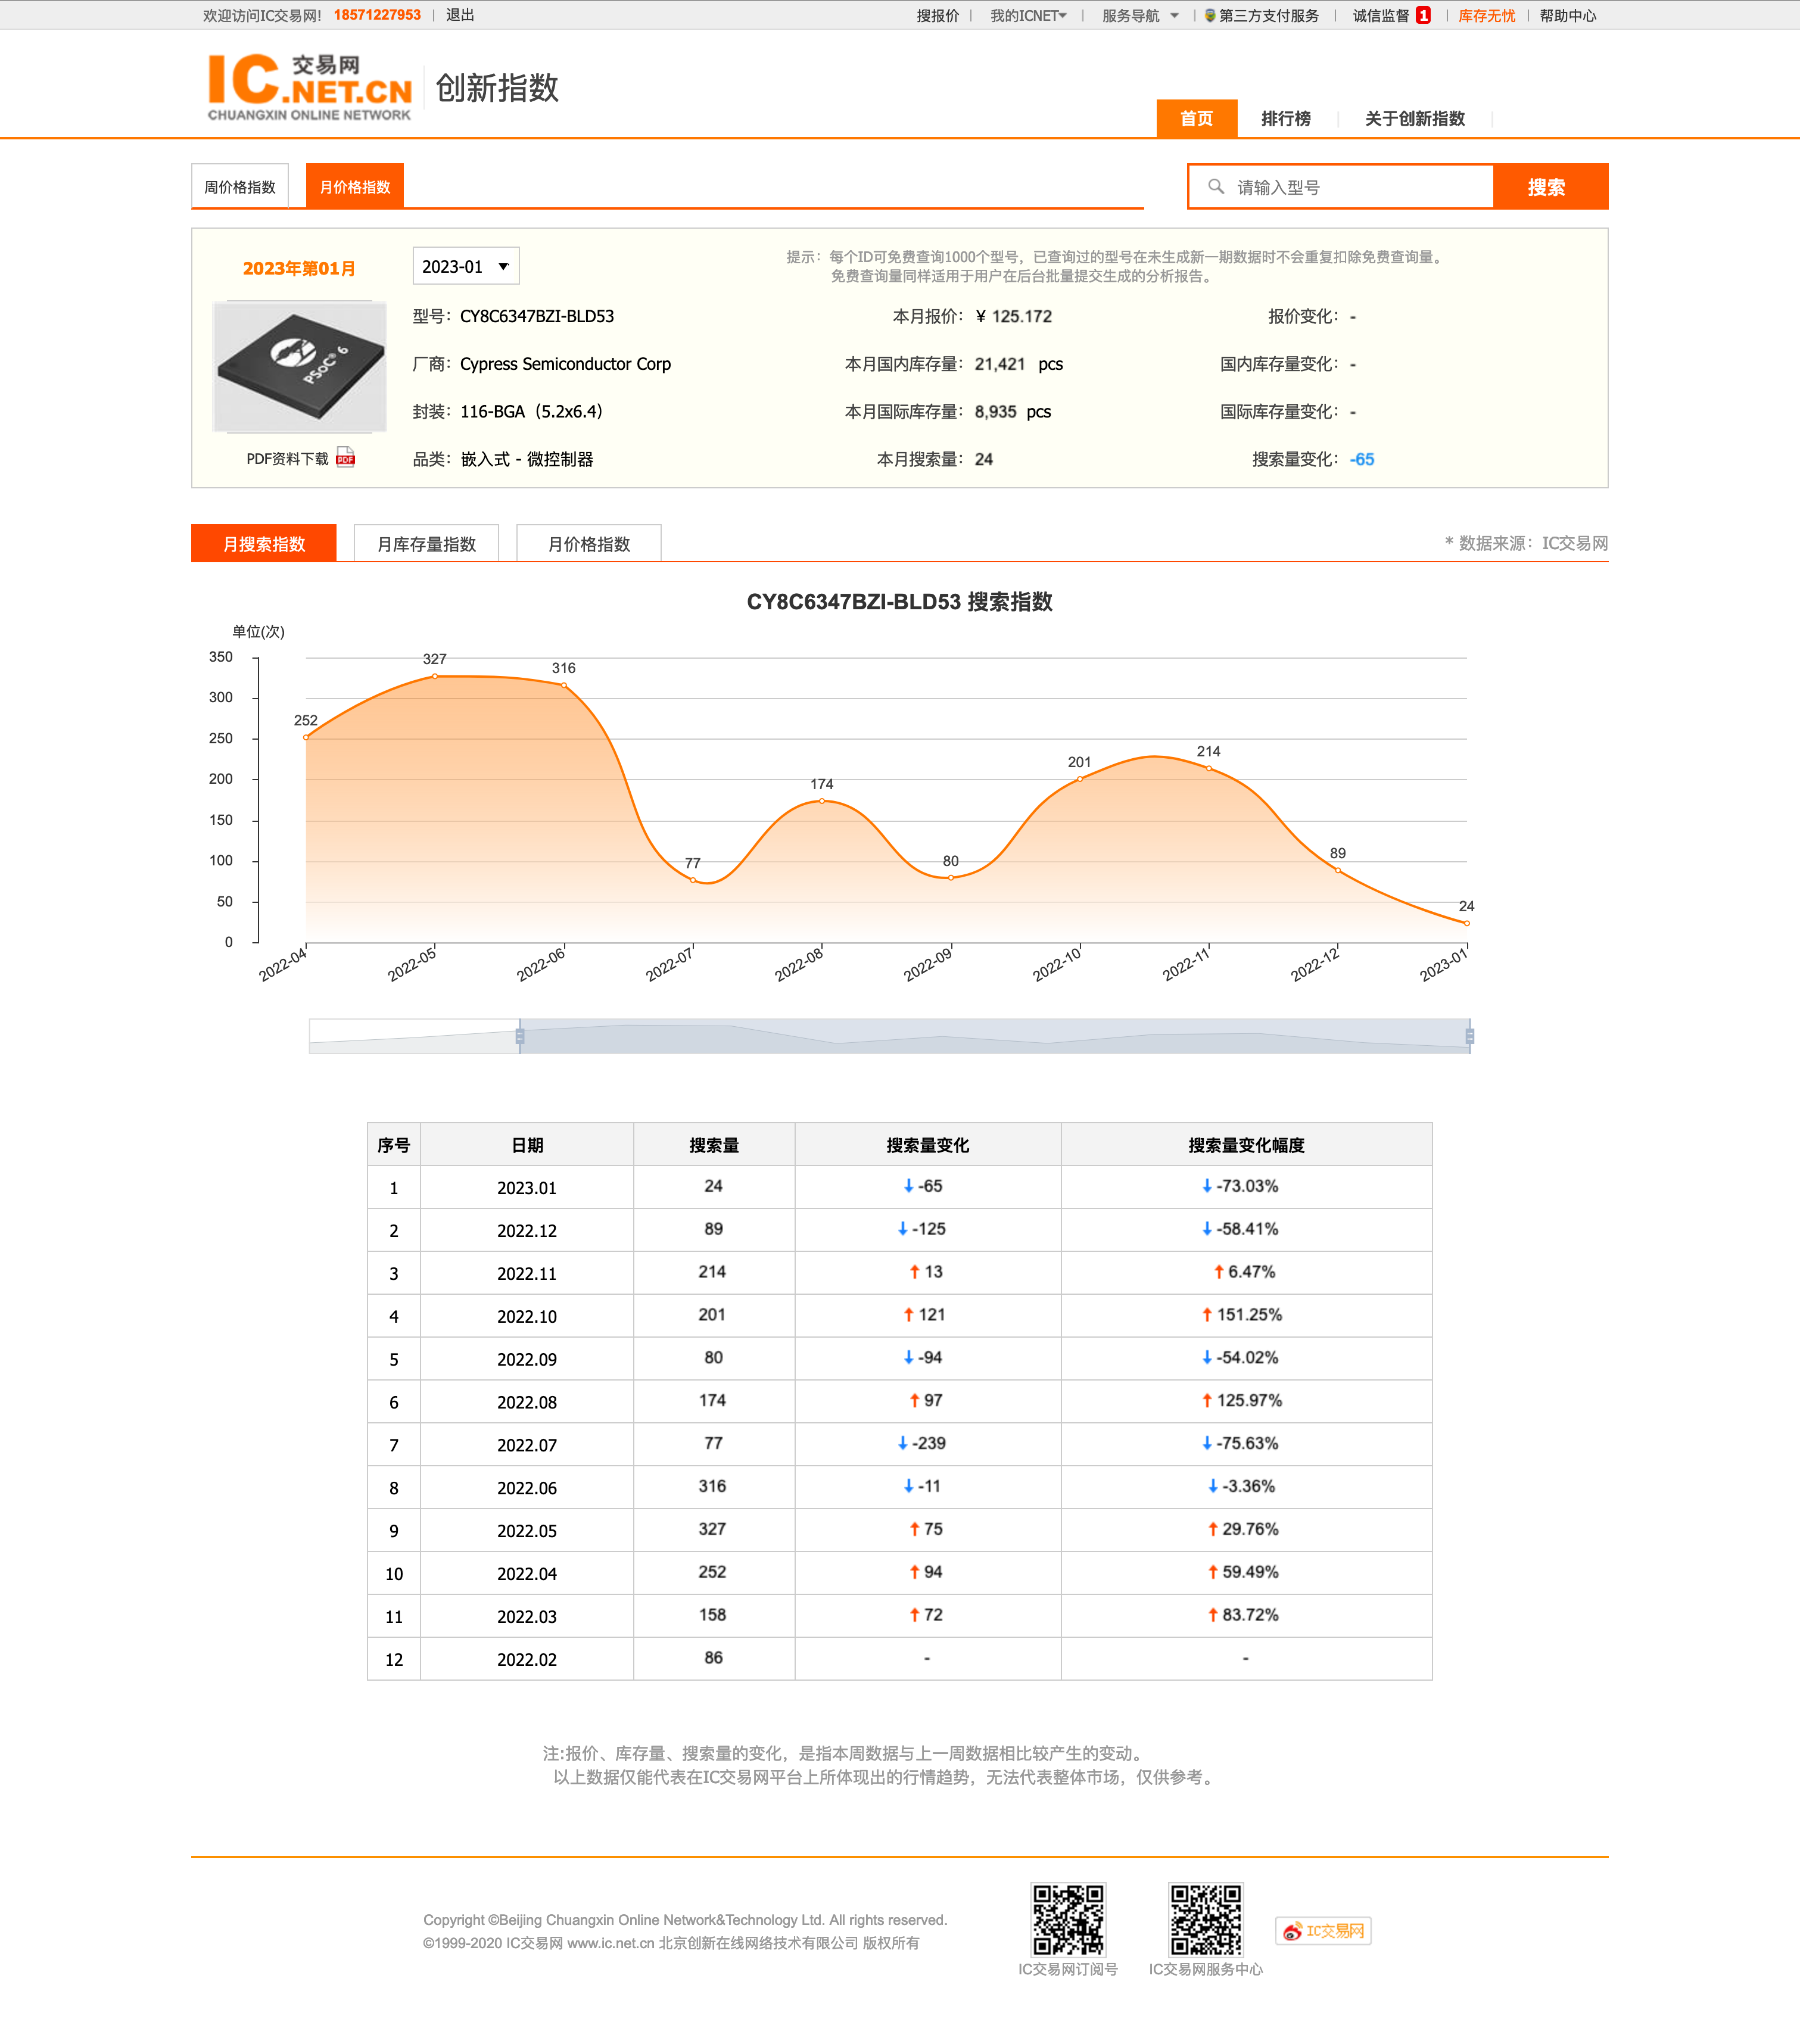 欢迎访问IC交易网! 18571227953 | 退出
搜报价 | 我的ICNET | 服务导航 | 第三方支付服务 | 诚信监督 1 | 库存无忧 | 帮助中心
IC.NET.CN 交易网
CHUANGXIN ONLINE NETWORK
创新指数
首页 排行榜 关于创新指数
周价格指数 月价格指数 请输入型号 搜索
2023年第01月 2023-01
提示：每个ID可免费查询1000个型号，已查询过的型号在未生成新一期数据时不会重复扣除免费查询量。
免费查询量同样适用于用户在后台批量提交生成的分析报告。
PSoC® 6
型号：CY8C6347BZI-BLD53 本月报价：¥ 125.172 报价变化：-
厂商：Cypress Semiconductor Corp 本月国内库存量：21,421 pcs 国内库存量变化：-
封装：116-BGA（5.2x6.4） 本月国际库存量：8,935 pcs 国际库存量变化：-
PDF资料下载 PDF 品类：嵌入式 - 微控制器 本月搜索量：24 搜索量变化：-65
月搜索指数 月库存量指数 月价格指数 * 数据来源：IC交易网
CY8C6347BZI-BLD53 搜索指数
单位(次)
350
300
250
200
150
100
50
0
252 327 316 77 174 80 201 214 89 24
2022-04 2022-05 2022-06 2022-07 2022-08 2022-09 2022-10 2022-11 2022-12 2023-01
序号 日期 搜索量 搜索量变化 搜索量变化幅度
1 2023.01 24 ↓-65 ↓-73.03%
2 2022.12 89 ↓-125 ↓-58.41%
3 2022.11 214 ↑13 ↑6.47%
4 2022.10 201 ↑121 ↑151.25%
5 2022.09 80 ↓-94 ↓-54.02%
6 2022.08 174 ↑97 ↑125.97%
7 2022.07 77 ↓-239 ↓-75.63%
8 2022.06 316 ↓-11 ↓-3.36%
9 2022.05 327 ↑75 ↑29.76%
10 2022.04 252 ↑94 ↑59.49%
11 2022.03 158 ↑72 ↑83.72%
12 2022.02 86 - -
注:报价、库存量、搜索量的变化，是指本周数据与上一周数据相比较产生的变动。
以上数据仅能代表在IC交易网平台上所体现出的行情趋势，无法代表整体市场，仅供参考。
Copyright ©Beijing Chuangxin Online Network&Technology Ltd. All rights reserved.
©1999-2020 IC交易网 www.ic.net.cn 北京创新在线网络技术有限公司 版权所有
IC交易网订阅号 IC交易网服务中心 IC交易网